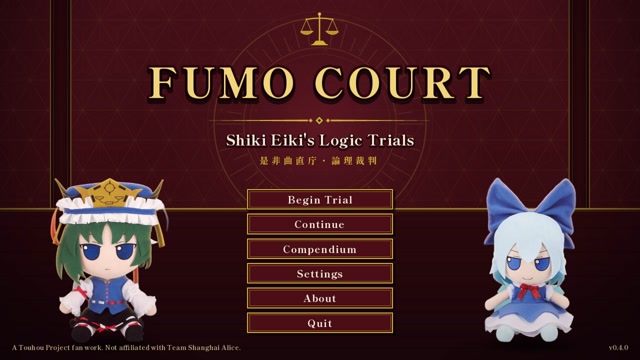 FUMO COURT
Shiki Eiki's Logic Trials
是非曲直庁・論理裁判
Begin Trial
Continue
Compendium
Settings
About
Quit
A Touhou Project fan work. Not affiliated with Team Shanghai Alice.
v0.4.0